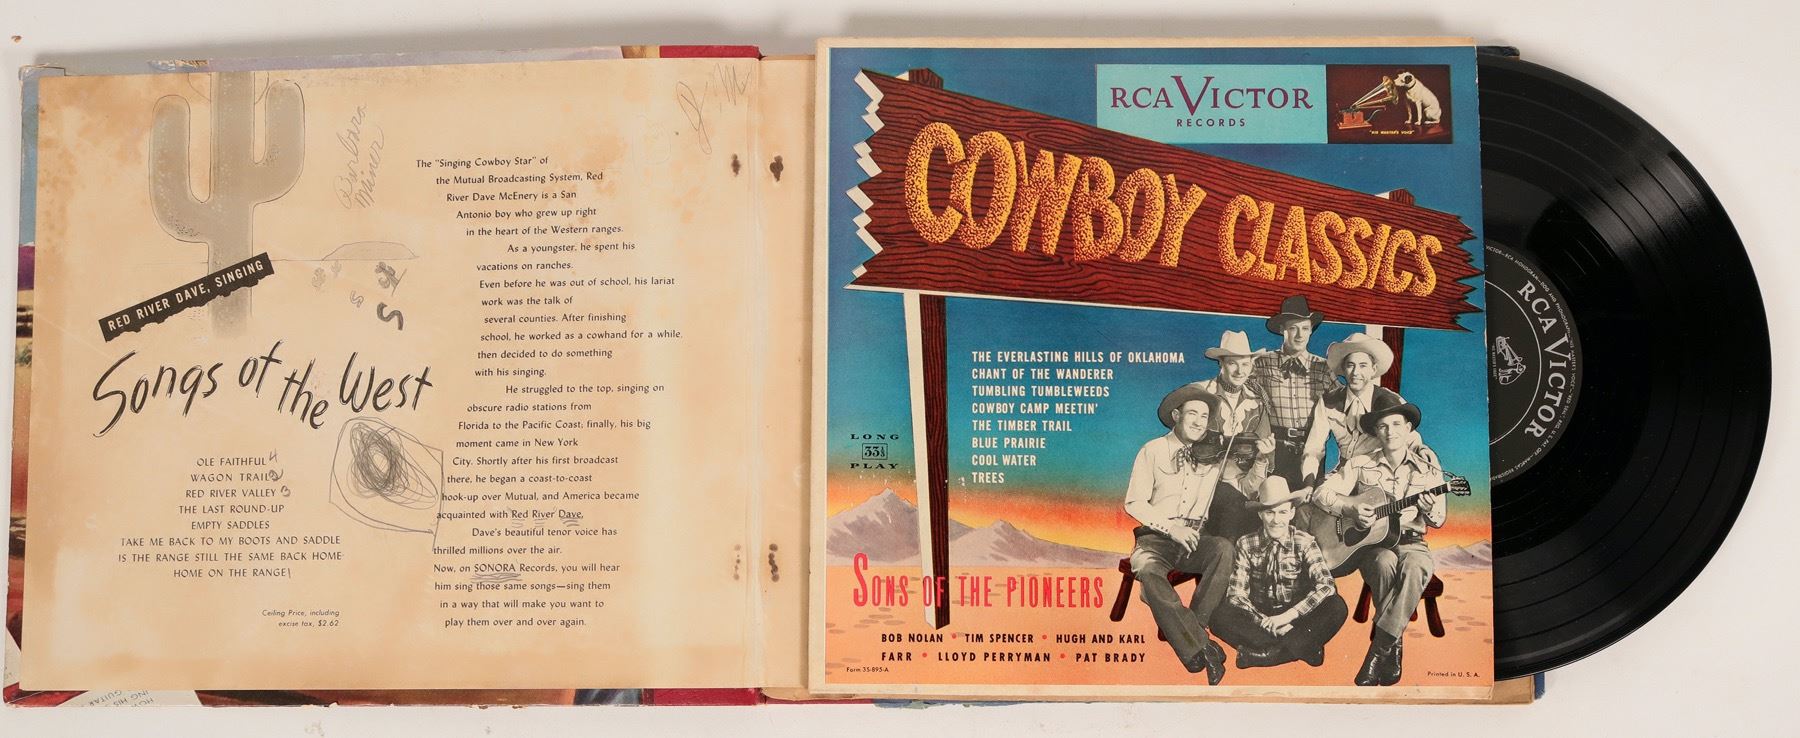 Barbara
Miner
J. M
The "Singing Cowboy Star" of
the Mutual Broadcasting System, Red
River Dave McEnery is a San
Antonio boy who grew up right
in the heart of the Western ranges.
As a youngster, he spent his
vacations on ranches.
Even before he was out of school, his lariat
work was the talk of
several counties. After finishing
school, he worked as a cowhand for a while,
then decided to do something
with his singing.
He struggled to the top, singing on
obscure radio stations from
Florida to the Pacific Coast; finally, his big
moment came in New York
City. Shortly after his first broadcast
there, he began a coast-to-coast
hook-up over Mutual, and America became
acquainted with Red River Dave.
Dave's beautiful tenor voice has
thrilled millions over the air.
Now, on SONORA Records, you will hear
him sing those same songs—sing them
in a way that will make you want to
play them over and over again.
RED RIVER DAVE, SINGING
Songs of the West
OLE FAITHFUL 4
WAGON TRAIL 2
RED RIVER VALLEY 3
THE LAST ROUND-UP
EMPTY SADDLES
TAKE ME BACK TO MY BOOTS AND SADDLE
IS THE RANGE STILL THE SAME BACK HOME
HOME ON THE RANGE 1
Ceiling Price, including
excise tax, $2.62
RCA VICTOR
RECORDS
"HIS MASTER'S VOICE"
COWBOY CLASSICS
THE EVERLASTING HILLS OF OKLAHOMA
CHANT OF THE WANDERER
TUMBLING TUMBLEWEEDS
COWBOY CAMP MEETIN'
THE TIMBER TRAIL
BLUE PRAIRIE
COOL WATER
TREES
LONG
33⅓
PLAY
SONS OF THE PIONEERS
BOB NOLAN • TIM SPENCER • HUGH AND KARL
FARR • LLOYD PERRYMAN • PAT BRADY
Form 3S-895-A
Printed in U. S. A.
RCA VICTOR